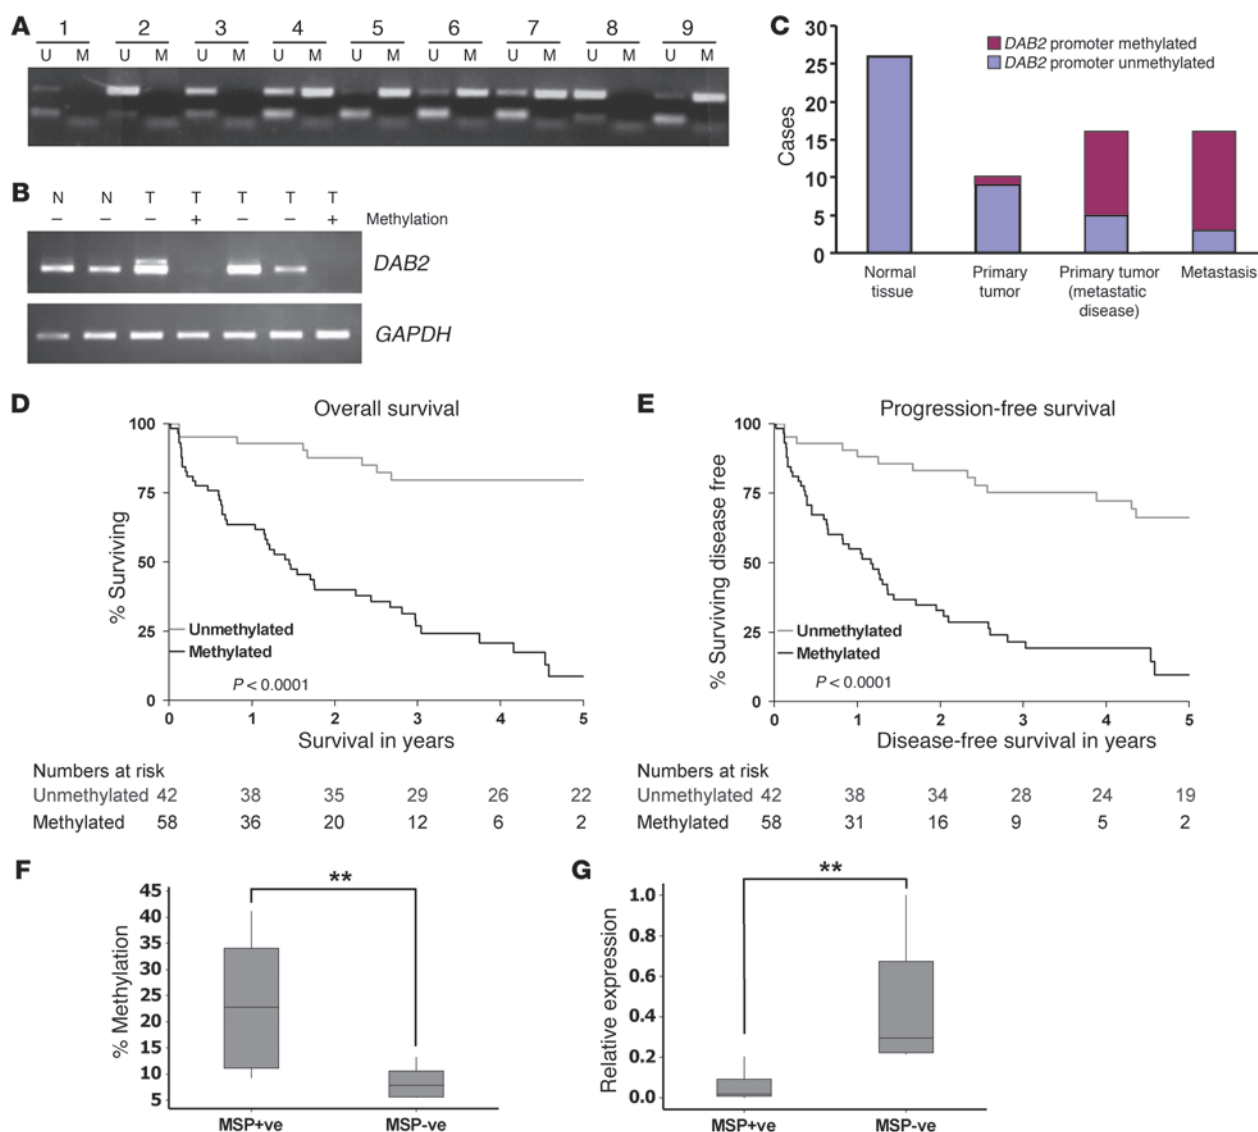 A
1 2 3 4 5 6 7 8 9
U M U M U M U M U M U M U M U M U M
B
N N T T T T T
– – – + – – + Methylation
DAB2
GAPDH
C
DAB2 promoter methylated
DAB2 promoter unmethylated
Cases
30
25
20
15
10
5
0
Normal tissue
Primary tumor
Primary tumor (metastatic disease)
Metastasis
D
Overall survival
% Surviving
100
75
50
25
0
Unmethylated
Methylated
P < 0.0001
0 1 2 3 4 5
Survival in years
Numbers at risk
Unmethylated 42 38 35 29 26 22
Methylated 58 36 20 12 6 2
E
Progression-free survival
% Surviving disease free
100
75
50
25
0
Unmethylated
Methylated
P < 0.0001
0 1 2 3 4 5
Disease-free survival in years
Numbers at risk
Unmethylated 42 38 34 28 24 19
Methylated 58 31 16 9 5 2
F
**
% Methylation
45
40
35
30
25
20
15
10
5
MSP+ve MSP-ve
G
**
Relative expression
1.0
0.8
0.6
0.4
0.2
0.0
MSP+ve MSP-ve